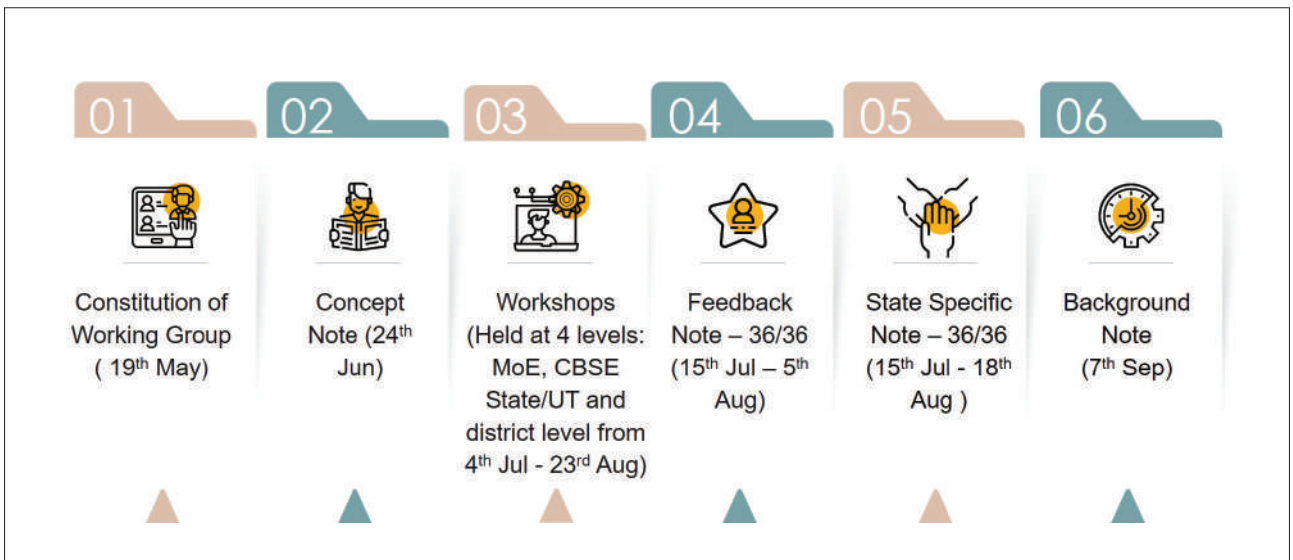 01
Constitution of
Working Group
( 19th May)
02
Concept
Note (24th
Jun)
03
Workshops
(Held at 4 levels:
MoE, CBSE
State/UT and
district level from
4th Jul - 23rd Aug)
04
Feedback
Note – 36/36
(15th Jul – 5th
Aug)
05
State Specific
Note – 36/36
(15th Jul - 18th
Aug )
06
Background
Note
(7th Sep)